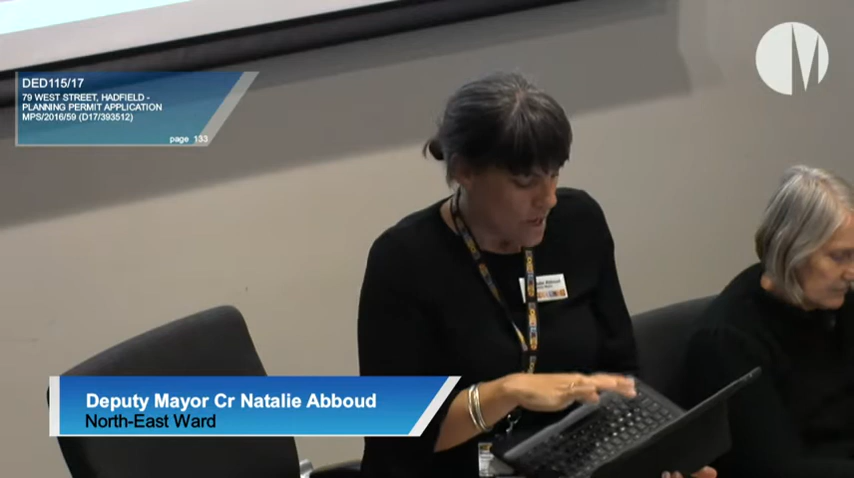 DED115/17
79 WEST STREET, HADFIELD -
PLANNING PERMIT APPLICATION
MPS/2016/59 (D17/393512)
page 133
Abboud
Deputy Mayor Cr Natalie Abboud
North-East Ward